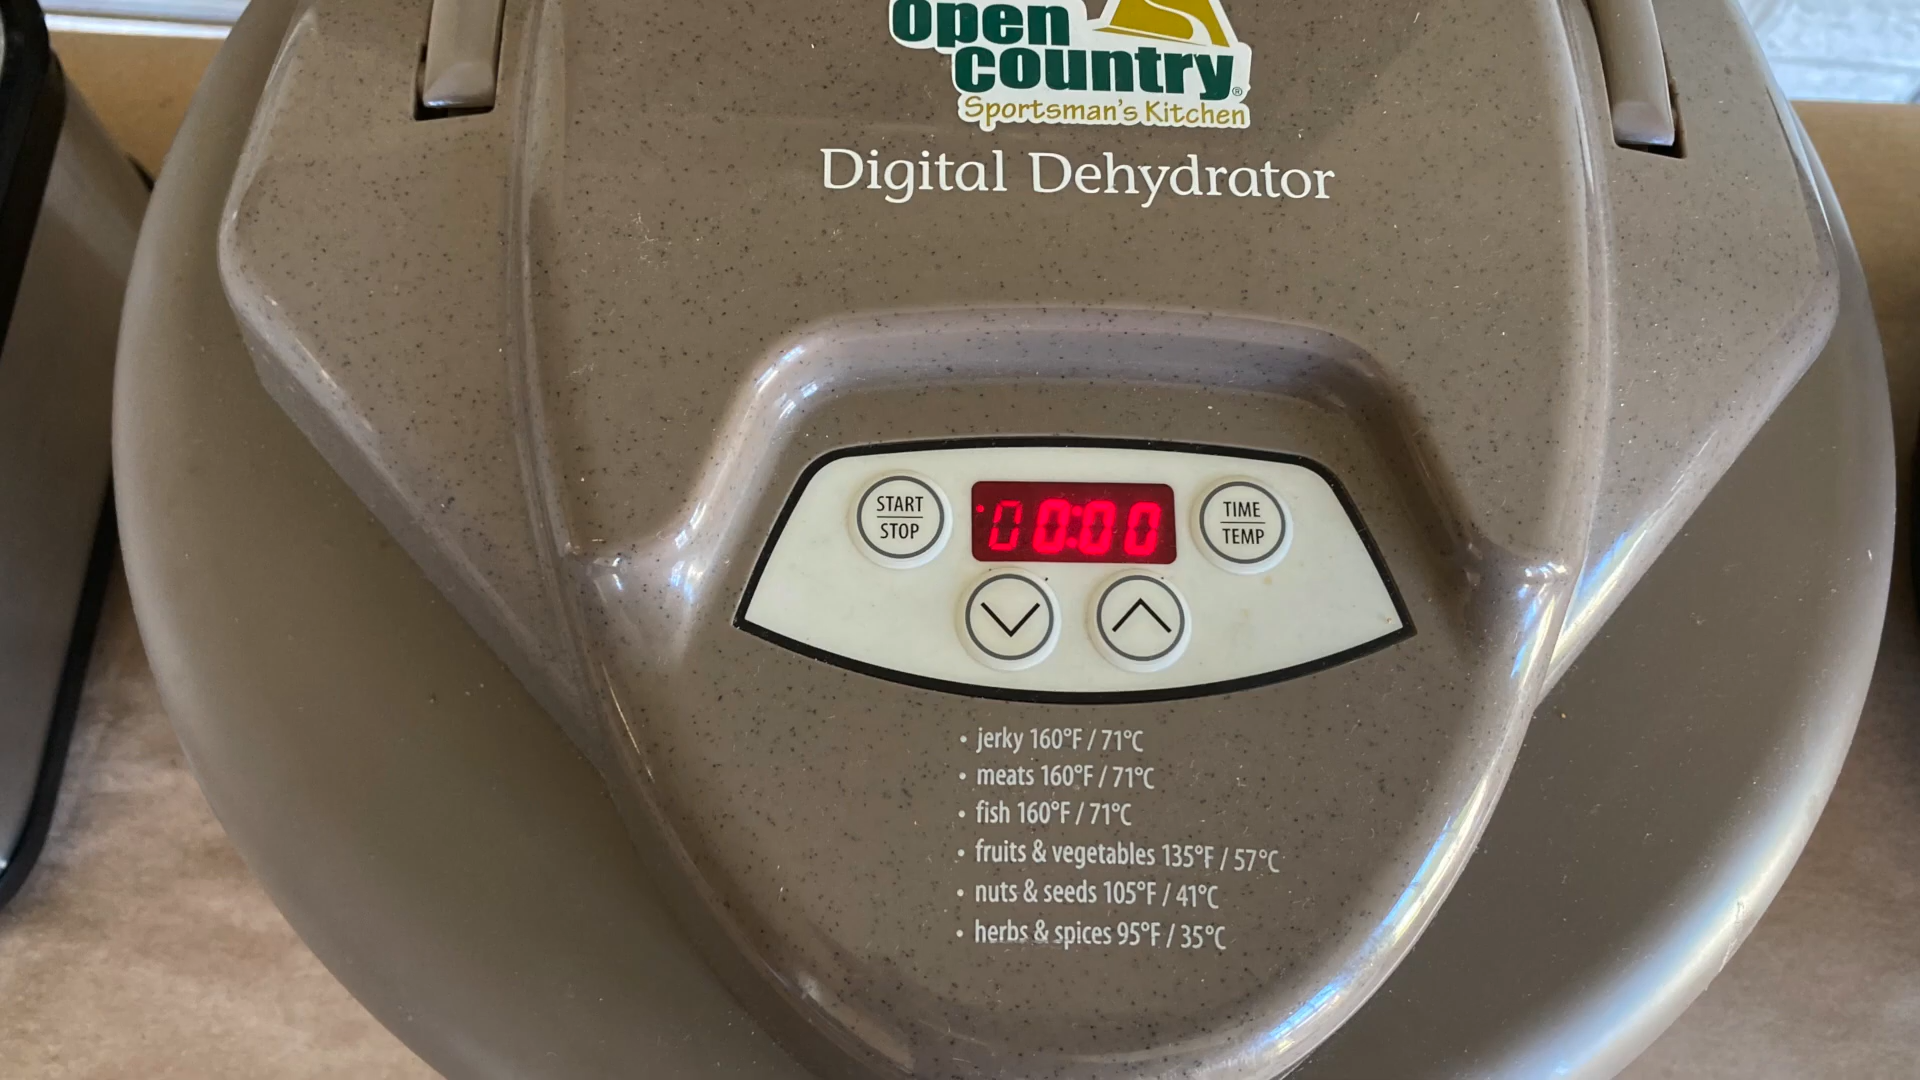 open
country®
Sportsman's Kitchen
Digital Dehydrator
START
STOP
00:00
TIME
TEMP
• jerky 160°F / 71°C
• meats 160°F / 71°C
• fish 160°F / 71°C
• fruits & vegetables 135°F / 57°C
• nuts & seeds 105°F / 41°C
• herbs & spices 95°F / 35°C